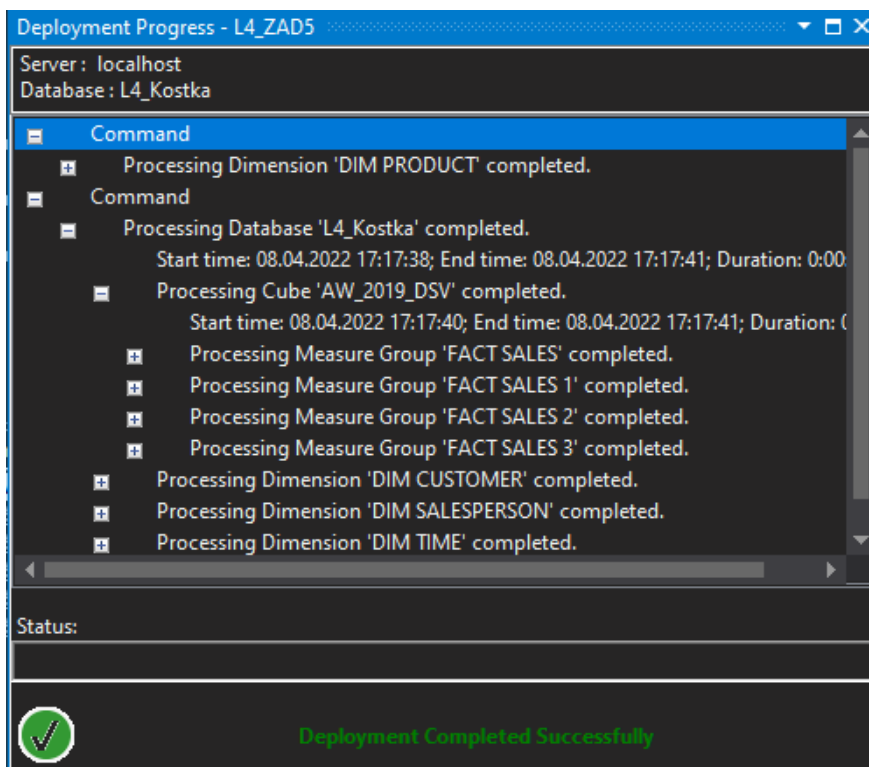 Deployment Progress - L4_ZAD5
Server : localhost
Database : L4_Kostka
Command
Processing Dimension 'DIM PRODUCT' completed.
Command
Processing Database 'L4_Kostka' completed.
Start time: 08.04.2022 17:17:38; End time: 08.04.2022 17:17:41; Duration: 0:00:
Processing Cube 'AW_2019_DSV' completed.
Start time: 08.04.2022 17:17:40; End time: 08.04.2022 17:17:41; Duration:
Processing Measure Group 'FACT SALES' completed.
Processing Measure Group 'FACT SALES 1' completed.
Processing Measure Group 'FACT SALES 2' completed.
Processing Measure Group 'FACT SALES 3' completed.
Processing Dimension 'DIM CUSTOMER' completed.
Processing Dimension 'DIM SALESPERSON' completed.
Processing Dimension 'DIM TIME' completed.
Status:
Deployment Completed Successfully